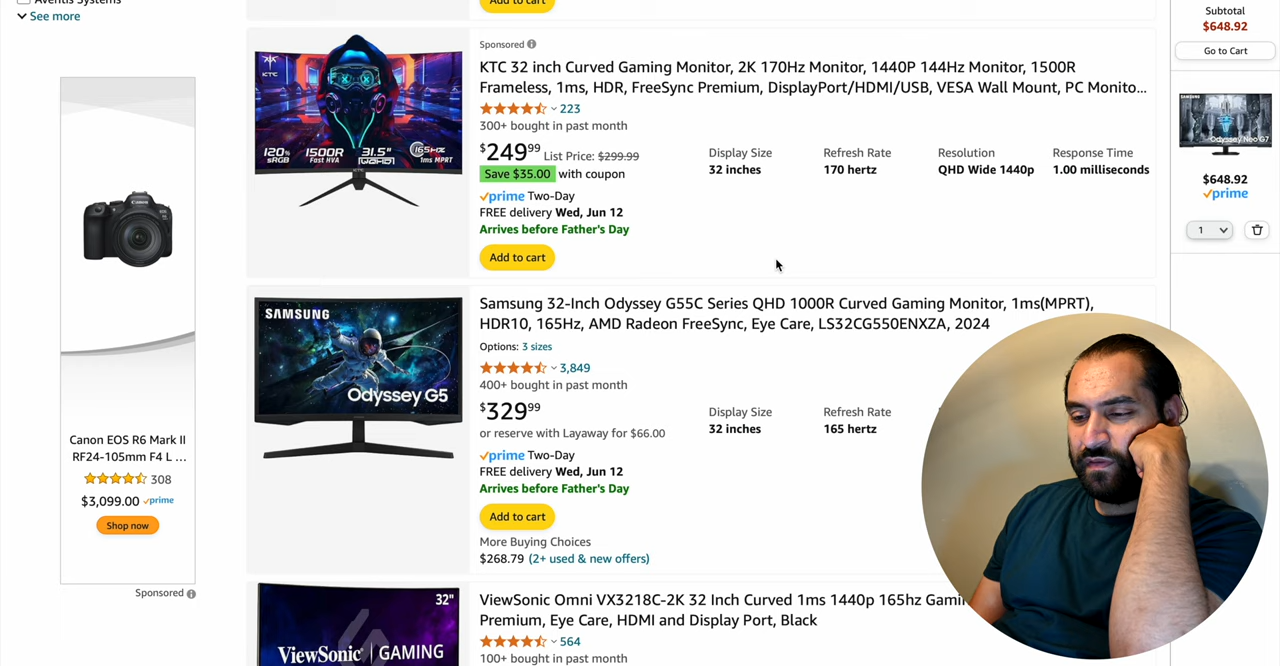 Aventis Systems
See more
Add to cart
Subtotal
$648.92
Go to Cart
Sponsored
KTC 32 inch Curved Gaming Monitor, 2K 170Hz Monitor, 1440P 144Hz Monitor, 1500R
Frameless, 1ms, HDR, FreeSync Premium, DisplayPort/HDMI/USB, VESA Wall Mount, PC Monito...
223
300+ bought in past month
$249⁹⁹ List Price: $299.99
Save $35.00 with coupon
prime Two-Day
FREE delivery Wed, Jun 12
Arrives before Father's Day
Add to cart
Display Size
32 inches
Refresh Rate
170 hertz
Resolution
QHD Wide 1440p
Response Time
1.00 milliseconds
KTC
120% sRGB
1500R Fast HVA
31.5"
165Hz
1ms MPRT
SAMSUNG
Odyssey Neo G7
$648.92
prime
1
Canon
Canon EOS R6 Mark II
RF24-105mm F4 L ...
308
$3,099.00 prime
Shop now
Sponsored
SAMSUNG
Odyssey G5
Samsung 32-Inch Odyssey G55C Series QHD 1000R Curved Gaming Monitor, 1ms(MPRT),
HDR10, 165Hz, AMD Radeon FreeSync, Eye Care, LS32CG550ENXZA, 2024
Options: 3 sizes
3,849
400+ bought in past month
$329⁹⁹
or reserve with Layaway for $66.00
prime Two-Day
FREE delivery Wed, Jun 12
Arrives before Father's Day
Add to cart
More Buying Choices
$268.79 (2+ used & new offers)
Display Size
32 inches
Refresh Rate
165 hertz
32"
ViewSonic GAMING
ViewSonic Omni VX3218C-2K 32 Inch Curved 1ms 1440p 165hz Gami
Premium, Eye Care, HDMI and Display Port, Black
564
100+ bought in past month